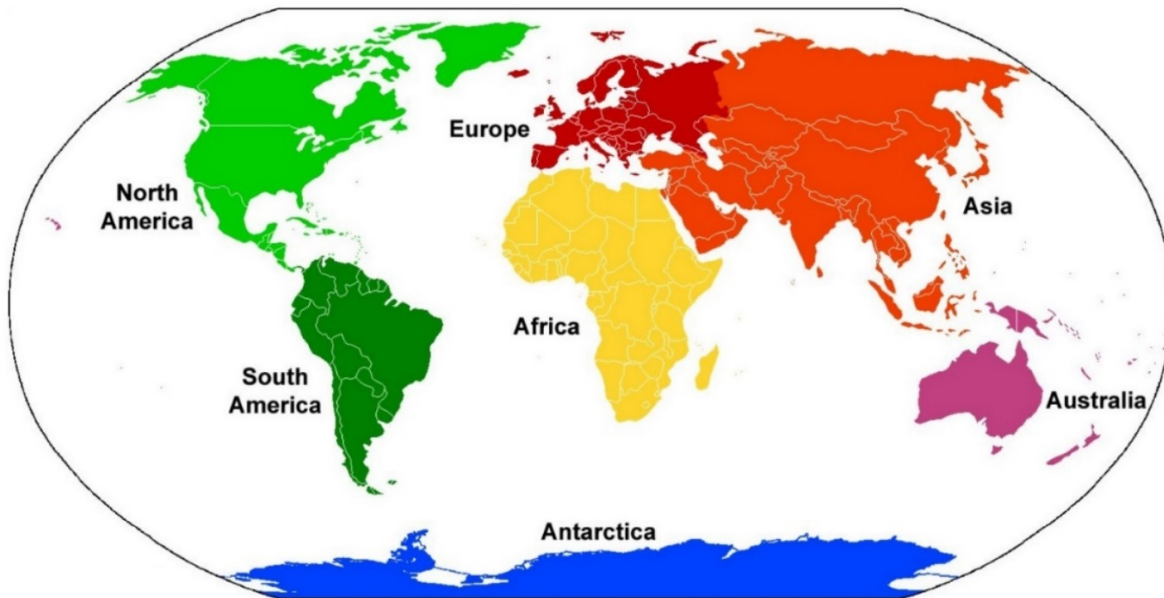 Europe
North
America
Asia
Africa
South
America
Australia
Antarctica